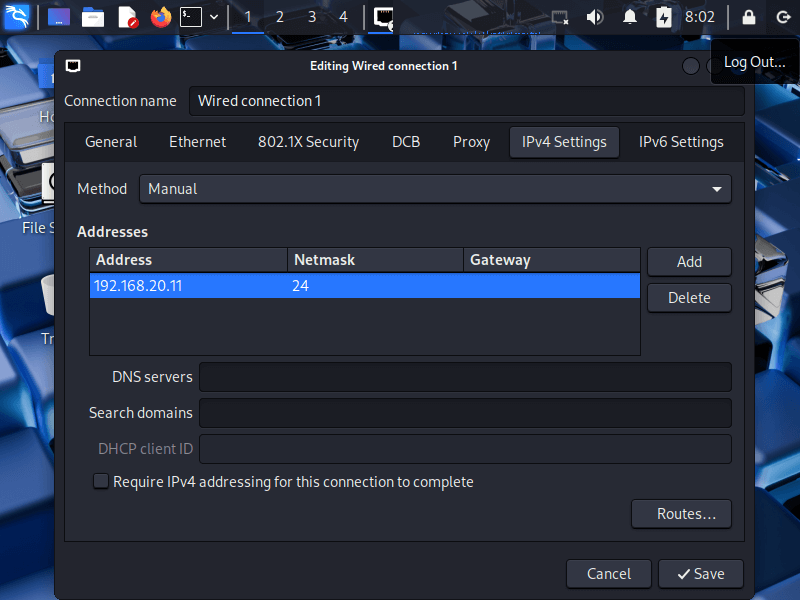 1 2 3 4 8:02
Log Out...
Editing Wired connection 1
Connection name Wired connection 1
General Ethernet 802.1X Security DCB Proxy IPv4 Settings IPv6 Settings
Method Manual
Addresses
Address Netmask Gateway
192.168.20.11 24
Add
Delete
DNS servers
Search domains
DHCP client ID
Require IPv4 addressing for this connection to complete
Routes...
Cancel Save
File S